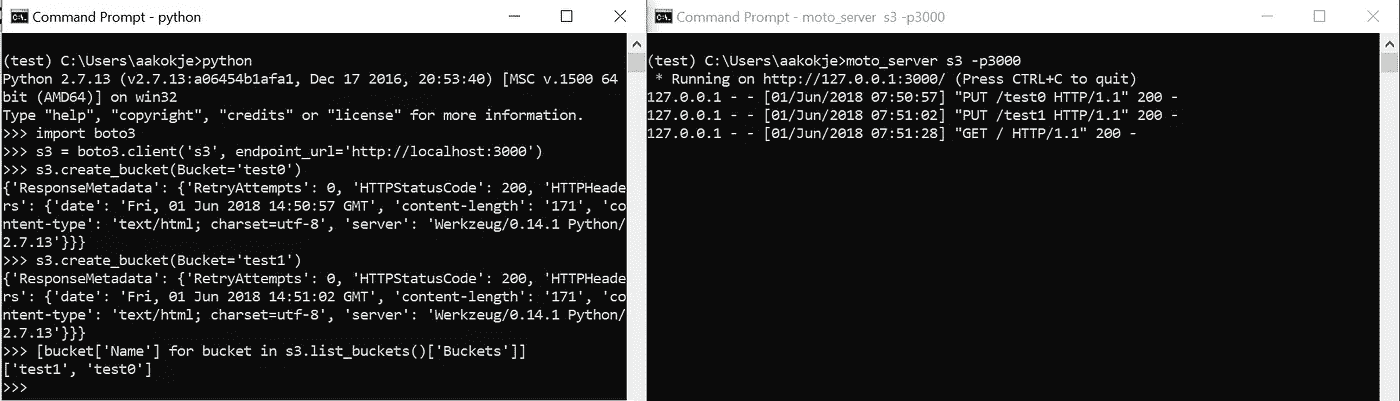 Command Prompt - python
(test) C:\Users\aakokje>python
Python 2.7.13 (v2.7.13:a06454b1afa1, Dec 17 2016, 20:53:40) [MSC v.1500 64
bit (AMD64)] on win32
Type "help", "copyright", "credits" or "license" for more information.
>>> import boto3
>>> s3 = boto3.client('s3', endpoint_url='http://localhost:3000')
>>> s3.create_bucket(Bucket='test0')
{'ResponseMetadata': {'RetryAttempts': 0, 'HTTPStatusCode': 200, 'HTTPHeade
rs': {'date': 'Fri, 01 Jun 2018 14:50:57 GMT', 'content-length': '171', 'co
ntent-type': 'text/html; charset=utf-8', 'server': 'Werkzeug/0.14.1 Python/
2.7.13'}}}
>>> s3.create_bucket(Bucket='test1')
{'ResponseMetadata': {'RetryAttempts': 0, 'HTTPStatusCode': 200, 'HTTPHeade
rs': {'date': 'Fri, 01 Jun 2018 14:51:02 GMT', 'content-length': '171', 'co
ntent-type': 'text/html; charset=utf-8', 'server': 'Werkzeug/0.14.1 Python/
2.7.13'}}}
>>> [bucket['Name'] for bucket in s3.list_buckets()['Buckets']]
['test1', 'test0']
>>>
Command Prompt - moto_server  s3 -p3000
(test) C:\Users\aakokje>moto_server s3 -p3000
 * Running on http://127.0.0.1:3000/ (Press CTRL+C to quit)
127.0.0.1 - - [01/Jun/2018 07:50:57] "PUT /test0 HTTP/1.1" 200 -
127.0.0.1 - - [01/Jun/2018 07:51:02] "PUT /test1 HTTP/1.1" 200 -
127.0.0.1 - - [01/Jun/2018 07:51:28] "GET / HTTP/1.1" 200 -